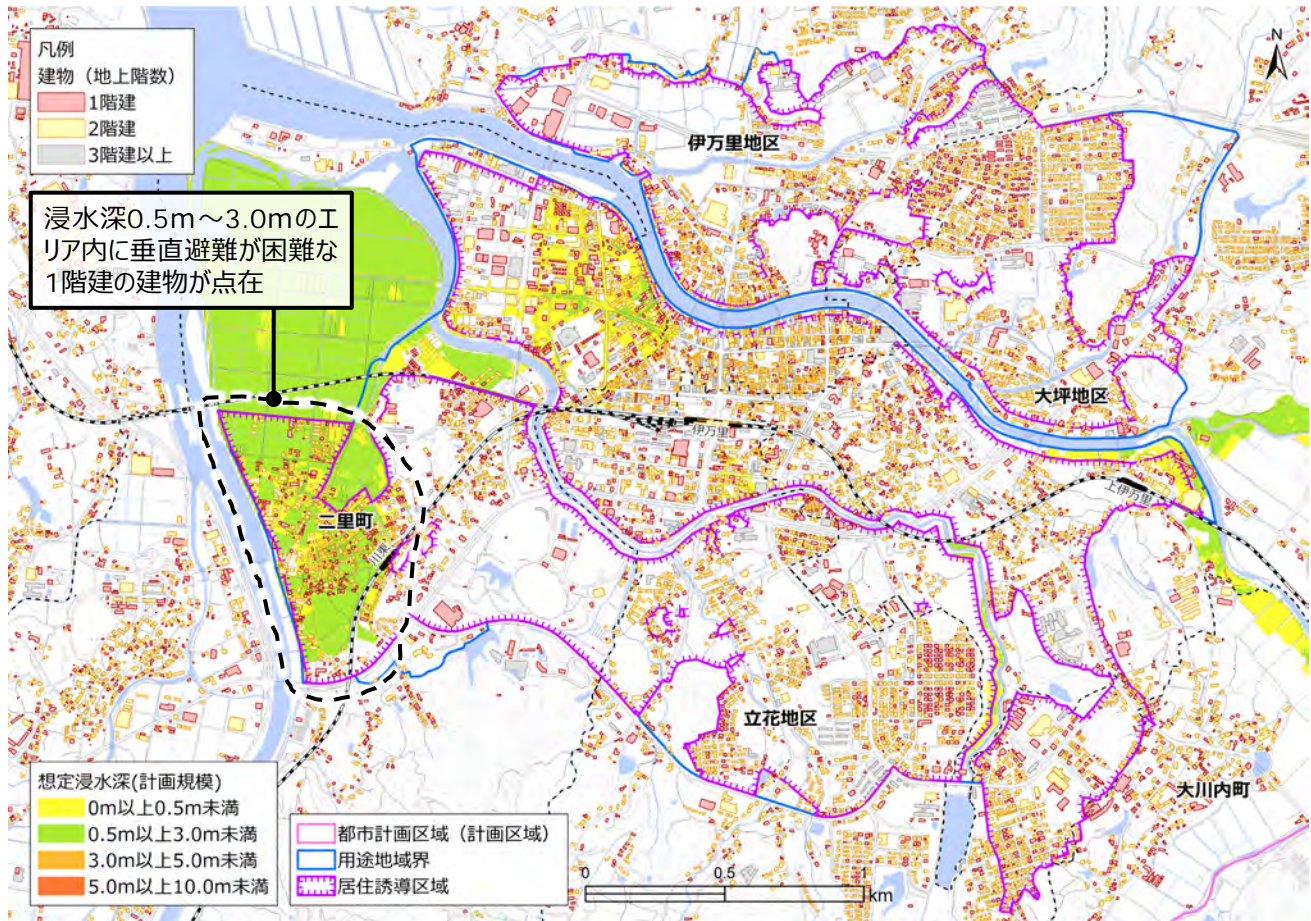 凡例
建物（地上階数）
1階建
2階建
3階建以上
N
伊万里地区
浸水深0.5m～3.0mのエ
リア内に垂直避難が困難な
1階建の建物が点在
大坪地区
伊万里
上伊万里
二里町
川東
立花地区
大川内町
想定浸水深(計画規模)
0m以上0.5m未満
0.5m以上3.0m未満
3.0m以上5.0m未満
5.0m以上10.0m未満
都市計画区域（計画区域）
用途地域界
居住誘導区域
0 0.5 1
km